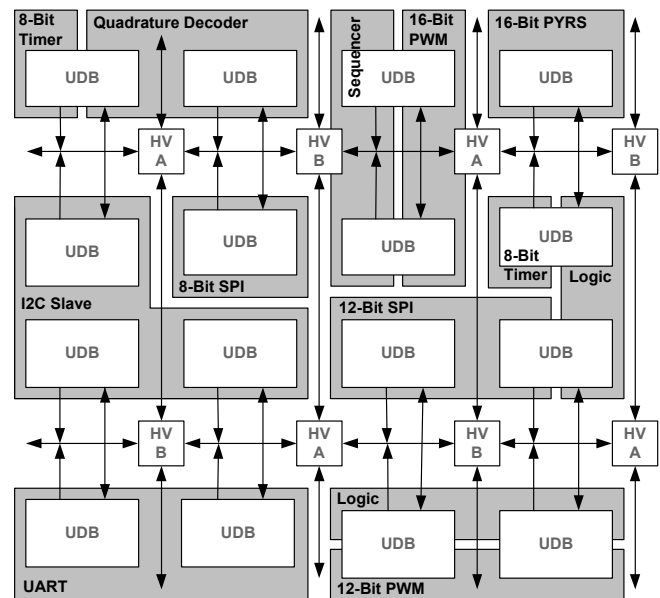 8-Bit
Timer
Quadrature Decoder
Sequencer
16-Bit
PWM
16-Bit PYRS
UDB
UDB
UDB
UDB
HV
A
HV
B
HV
A
HV
B
UDB
UDB
UDB
UDB
8-Bit
Timer
Logic
8-Bit SPI
I2C Slave
12-Bit SPI
UDB
UDB
UDB
UDB
HV
B
HV
A
HV
B
HV
A
Logic
UDB
UDB
UDB
UDB
UART
12-Bit PWM